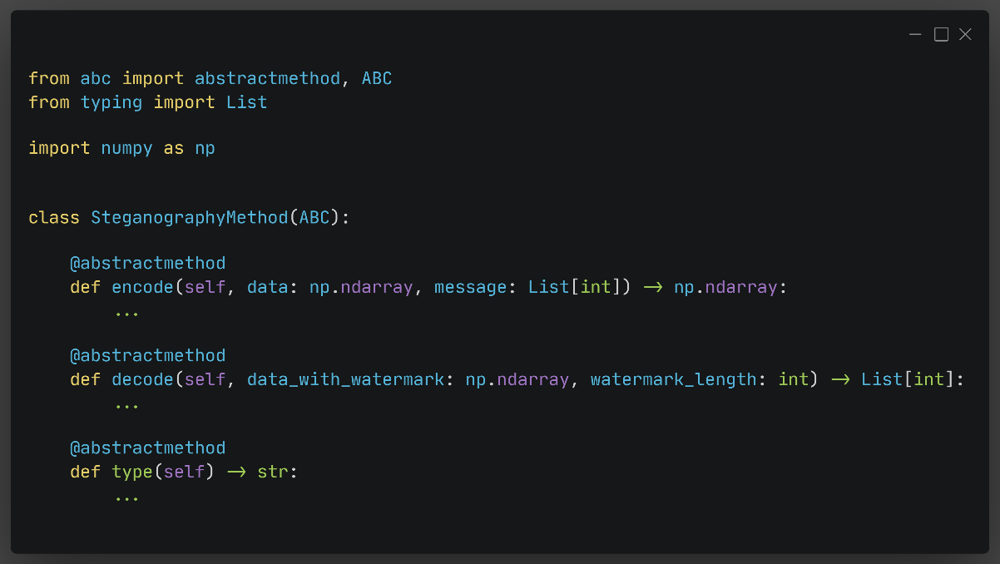 from abc import abstractmethod, ABC
from typing import List

import numpy as np


class SteganographyMethod(ABC):

    @abstractmethod
    def encode(self, data: np.ndarray, message: List[int]) -> np.ndarray:
        ...

    @abstractmethod
    def decode(self, data_with_watermark: np.ndarray, watermark_length: int) -> List[int]:
        ...

    @abstractmethod
    def type(self) -> str:
        ...